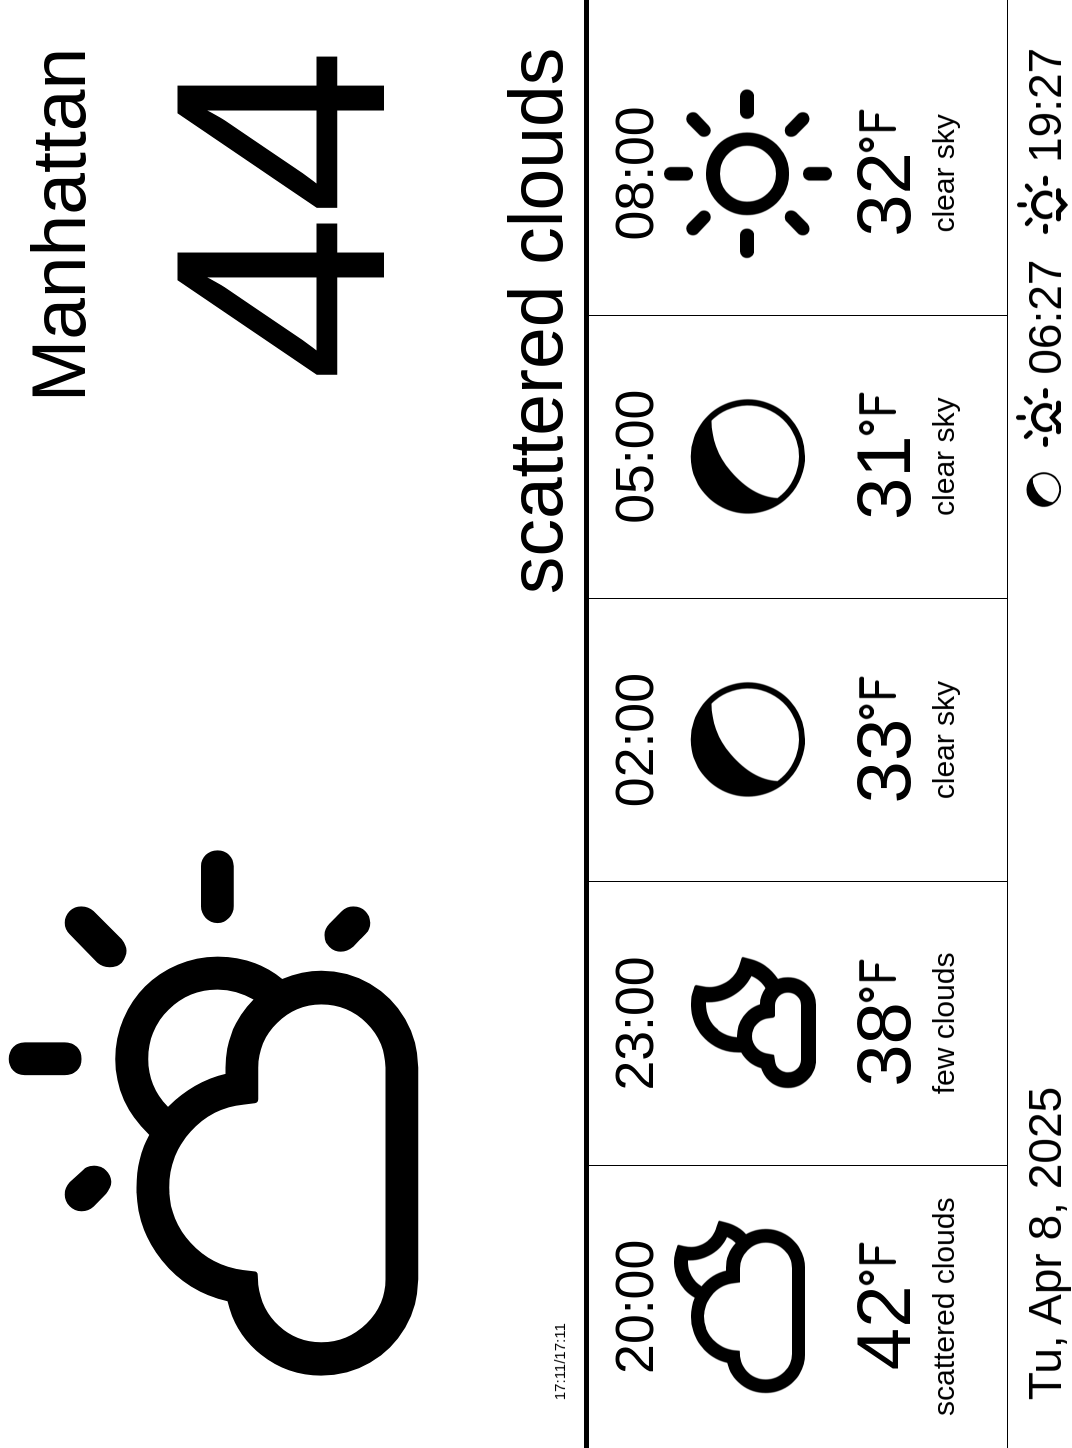 Manhattan
44
scattered clouds
17:11/17:11
20:00
42°F
scattered clouds
23:00
38°F
few clouds
02:00
33°F
clear sky
05:00
31°F
clear sky
08:00
32°F
clear sky
Tu, Apr 8, 2025
06:27
19:27